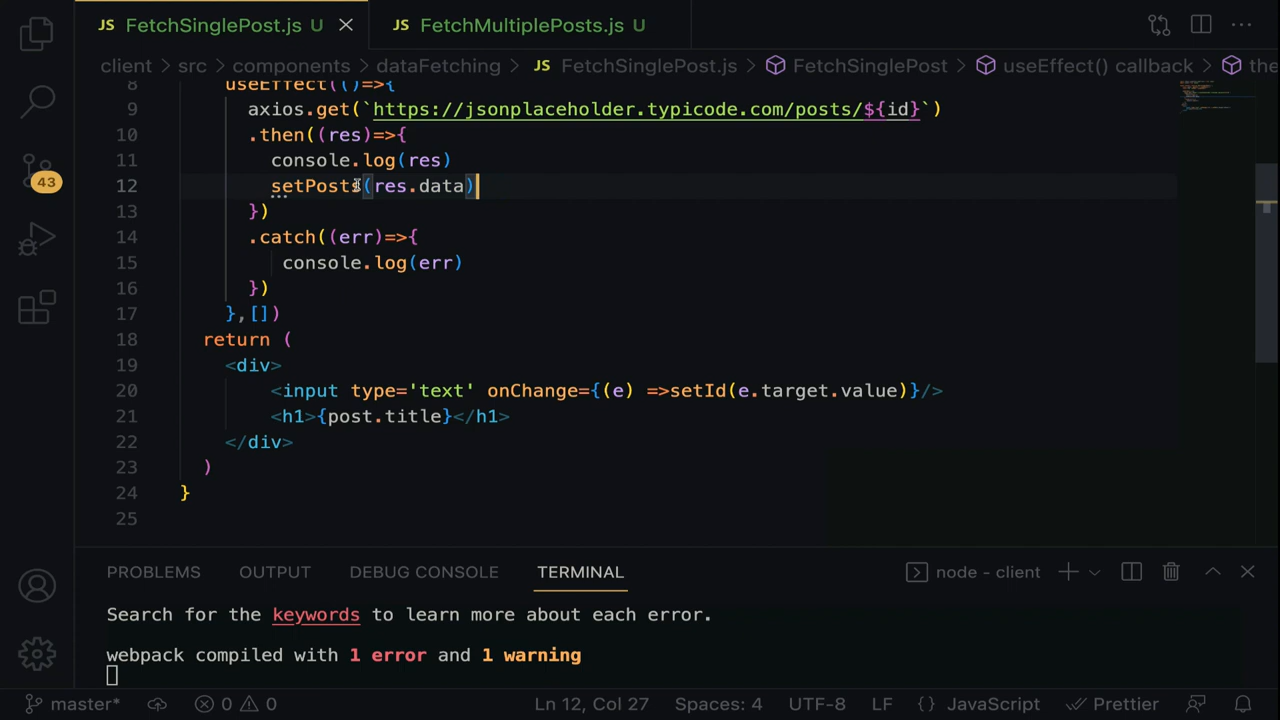 JS FetchSinglePost.js U
JS FetchMultiplePosts.js U
client > src > components > dataFetching > JS FetchSinglePost.js > FetchSinglePost > useEffect() callback > the
8 useEffect(()=>{
9 axios.get(`https://jsonplaceholder.typicode.com/posts/${id}`)
10 .then((res)=>{
11 console.log(res)
12 setPosts(res.data)
13 })
14 .catch((err)=>{
15 console.log(err)
16 })
17 },[])
18 return (
19 <div>
20 <input type='text' onChange={(e) =>setId(e.target.value)}/>
21 <h1>{post.title}</h1>
22 </div>
23 )
24 }
25
43
PROBLEMS OUTPUT DEBUG CONSOLE TERMINAL node - client
Search for the keywords to learn more about each error.
webpack compiled with 1 error and 1 warning
master* 0 0 Ln 12, Col 27 Spaces: 4 UTF-8 LF {} JavaScript Prettier